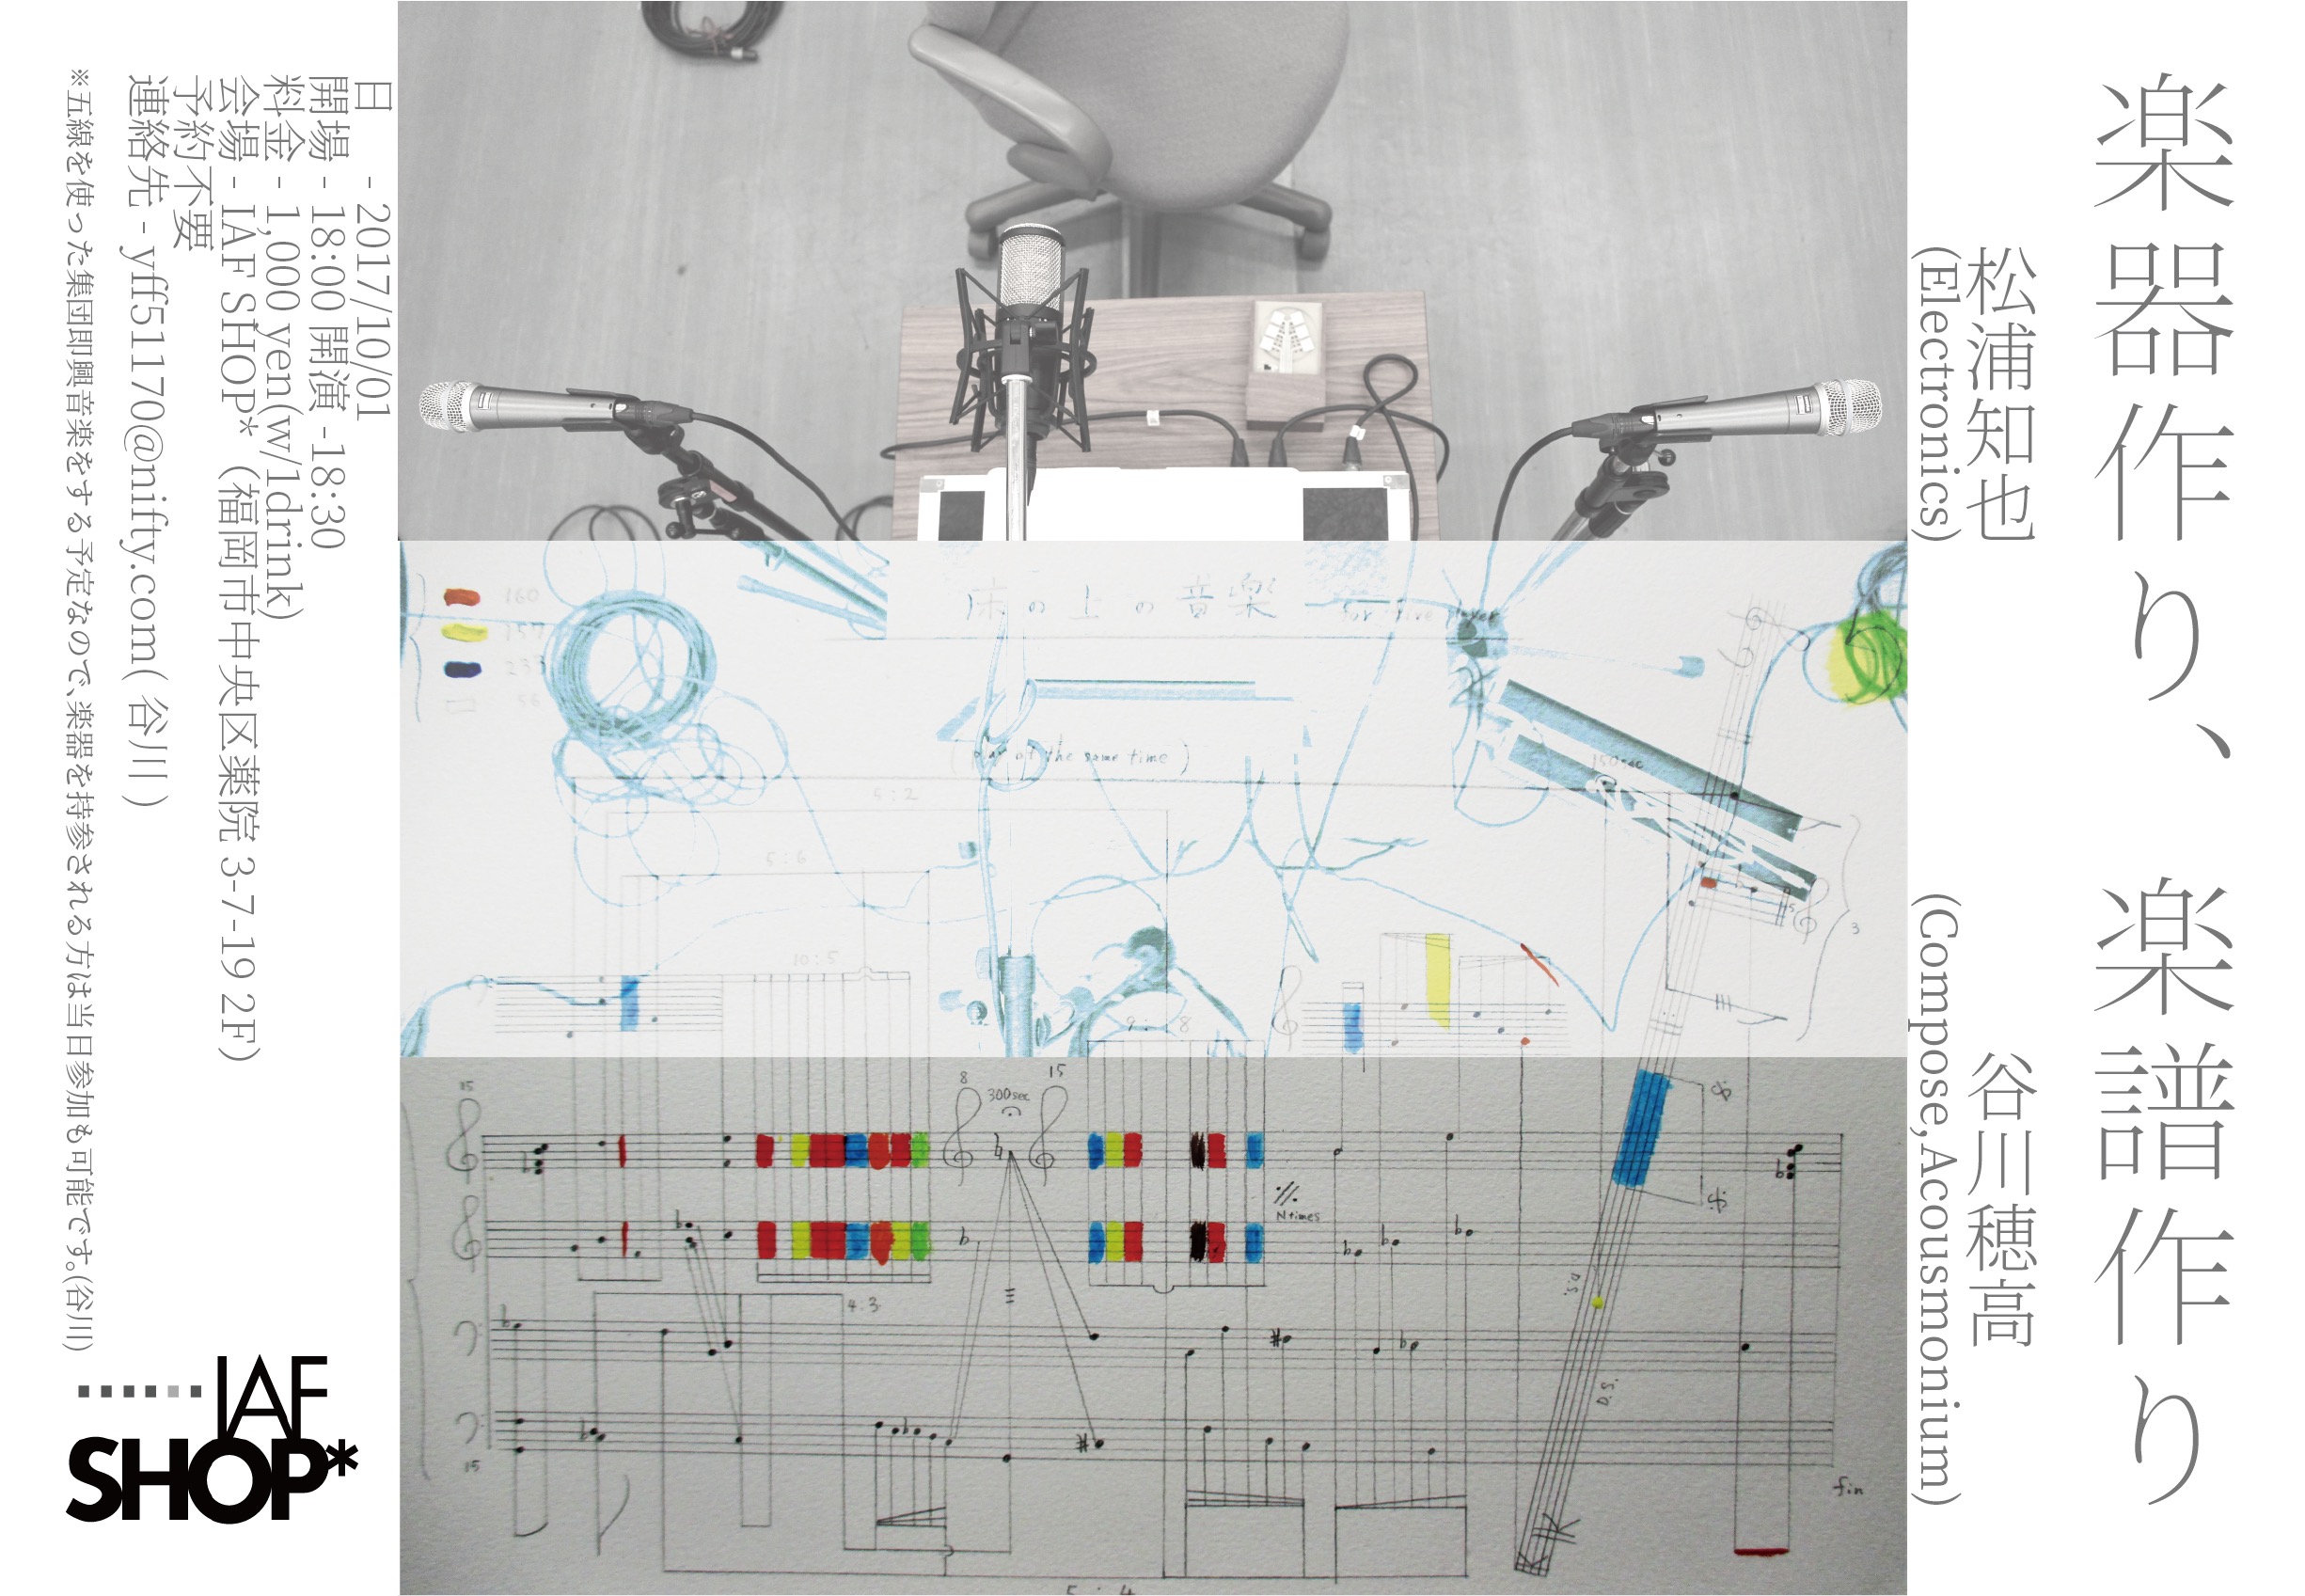 楽器作り、楽譜作り
松浦知也
(Electronics)
谷川穂高
(Compose,Acousmonium)
日　- 2017/10/01
開場 - 18:00 開演 -18:30
料金 - 1,000 yen(w/1drink)
会場 - IAF SHOP*（福岡市中央区薬院 3-7-19 2F）
予約不要
連絡先 - yff51170@nifty.com( 谷川 )
※五線を使った集団即興音楽をする予定なので、楽器を持参される方は当日参加も可能です。(谷川)
IAF
SHOP*
160
床の上の音楽
(play at the same time)
150sec
5:6
10:5
9:8
3
15
8
300sec
15
N times
4:3
D.S.
D.S.
15
fin
5:4